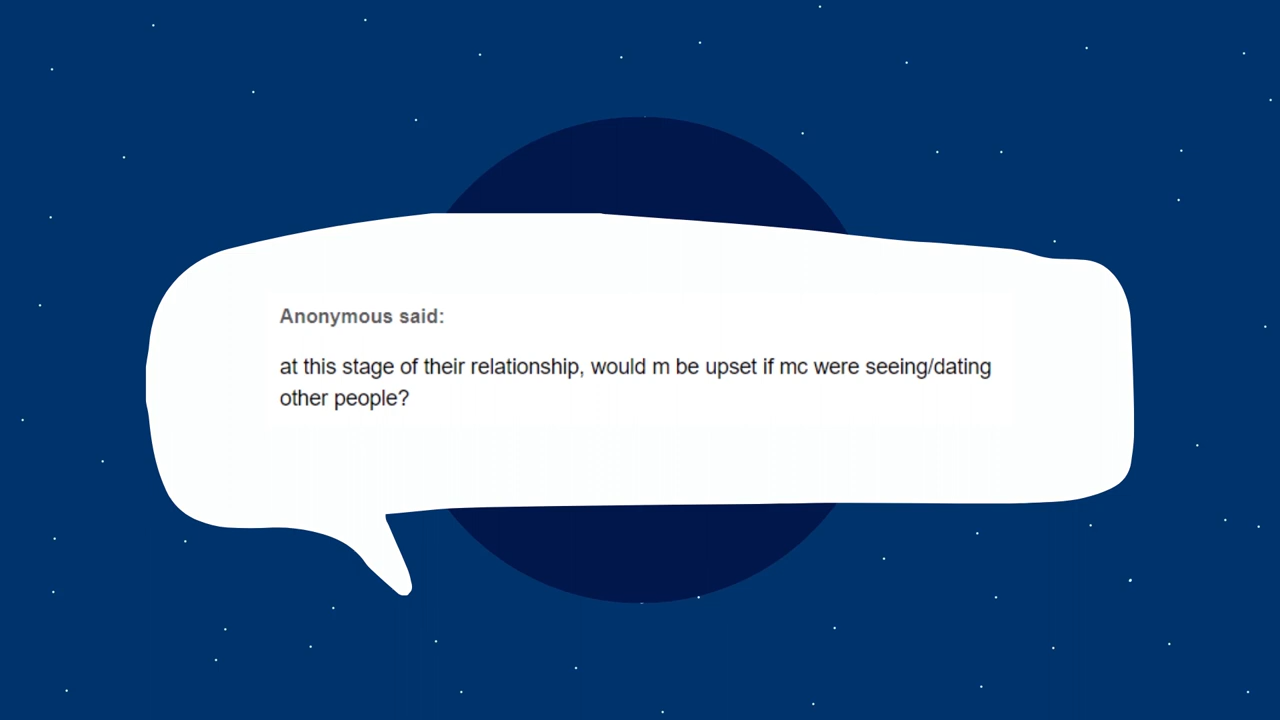 Anonymous said:
at this stage of their relationship, would m be upset if mc were seeing/dating
other people?